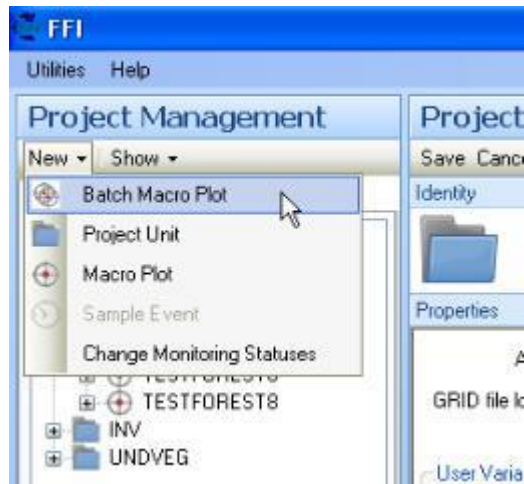 FFI
Utilities Help
Project Management
New Show
Batch Macro Plot
Project Unit
Macro Plot
Sample Event
Change Monitoring Statuses
TESTFOREST8
INV
UNDVEG
Project
Save Cance
Identity
Properties
A
GRID file lo
User Varia